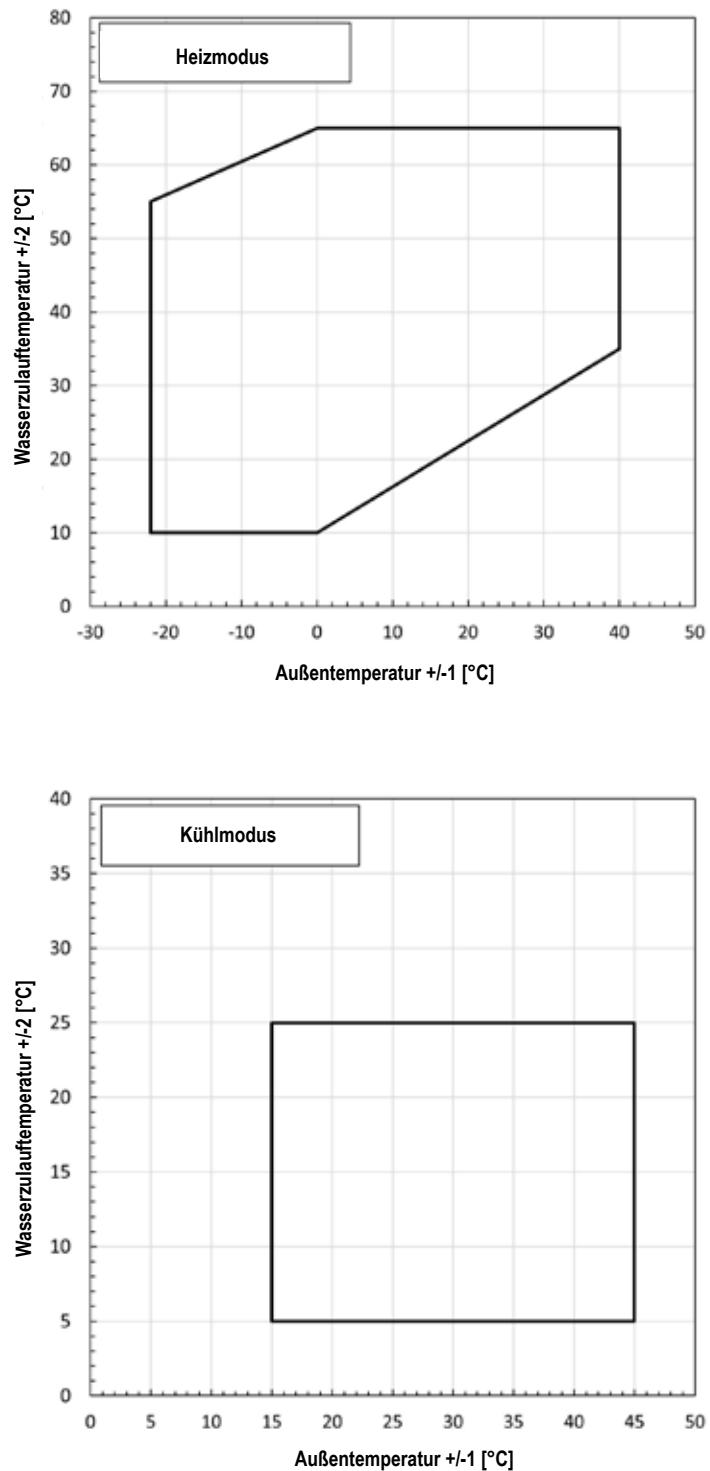 80
Heizmodus
70
60
50
40
30
20
10
0
Wasserzulauftemperatur +/-2 [°C]
-30 -20 -10 0 10 20 30 40 50
Außentemperatur +/-1 [°C]
40
Kühlmodus
35
30
25
20
15
10
5
0
Wasserzulauftemperatur +/-2 [°C]
0 5 10 15 20 25 30 35 40 45 50
Außentemperatur +/-1 [°C]